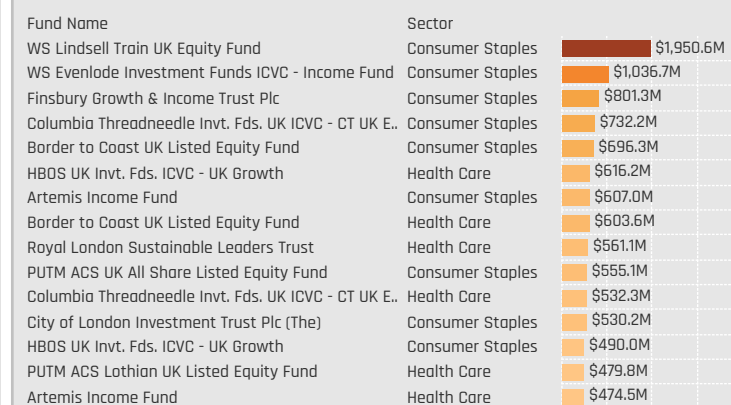 Fund Name Sector
WS Lindsell Train UK Equity Fund Consumer Staples $1,950.6M
WS Evenlode Investment Funds ICVC - Income Fund Consumer Staples $1,036.7M
Finsbury Growth & Income Trust Plc Consumer Staples $801.3M
Columbia Threadneedle Invt. Fds. UK ICVC - CT UK E.. Consumer Staples $732.2M
Border to Coast UK Listed Equity Fund Consumer Staples $696.3M
HBOS UK Invt. Fds. ICVC - UK Growth Health Care $616.2M
Artemis Income Fund Consumer Staples $607.0M
Border to Coast UK Listed Equity Fund Health Care $603.6M
Royal London Sustainable Leaders Trust Health Care $561.1M
PUTM ACS UK All Share Listed Equity Fund Consumer Staples $555.1M
Columbia Threadneedle Invt. Fds. UK ICVC - CT UK E.. Health Care $532.3M
City of London Investment Trust Plc (The) Consumer Staples $530.2M
HBOS UK Invt. Fds. ICVC - UK Growth Consumer Staples $490.0M
PUTM ACS Lothian UK Listed Equity Fund Health Care $479.8M
Artemis Income Fund Health Care $474.5M